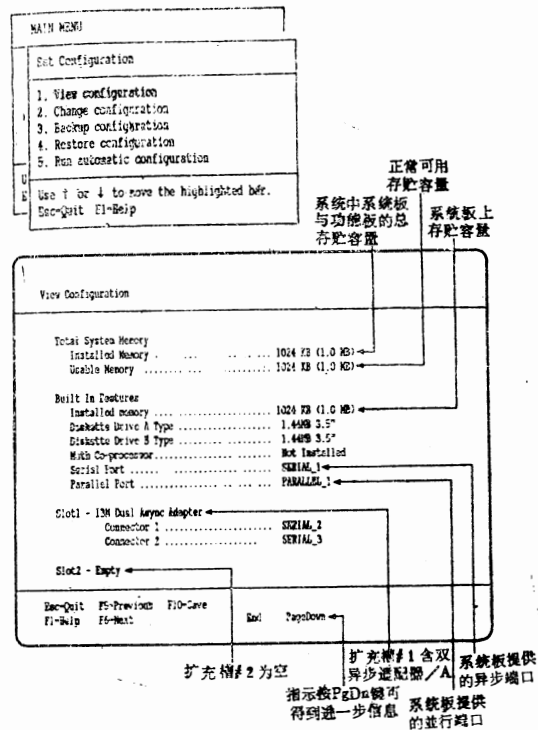 MAIN MENU
Set Configuration
1. View configuration
2. Change configuration
3. Backup configuration
4. Restore configuration
5. Run automatic configuration
U
E
Use ↑ or ↓ to move the highlighted bar.
Esc-Quit F1-Help
正常可用
存贮容量
系统中系统板
与功能板的总
存贮容量
系统板上
存贮容量
View Configuration
Total System Memory
Installed Memory . . . .. ... 1024 KB (1.0 MB)
Usable Memory ........ ......... 1024 KB (1.0 MB)
Built In Features
Installed memory .... ................ 1024 KB (1.0 MB)
Diskette Drive A Type ............... 1.44MB 3.5"
Diskette Drive B Type ............... 1.44MB 3.5"
Math Co-processor.................. Not Installed
Serial Port ...... ................. SERIAL_1
Parallel Port .................... PARALLEL_1
Slot1 - IBM Dual Async Adapter
Connector 1 ..................... SERIAL_2
Connector 2 ................... SERIAL_3
Slot2 - Empty
Esc-Quit F5-Previous F10-Save
F1-Help F6-Next End PageDown
扩充槽#2为空
扩充槽#1含双
异步适配器／A
系统板提供
的异步端口
指示按PgDn键可
得到进一步信息
系统板提供
的並行端口